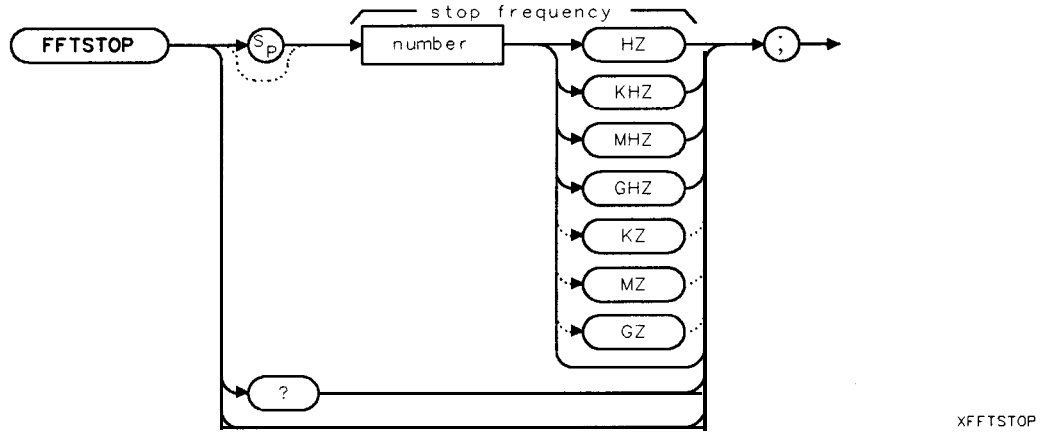 stop frequency
FFTSTOP
SP
number
HZ
;
KHZ
MHZ
GHZ
KZ
MZ
GZ
?
XFFTSTOP